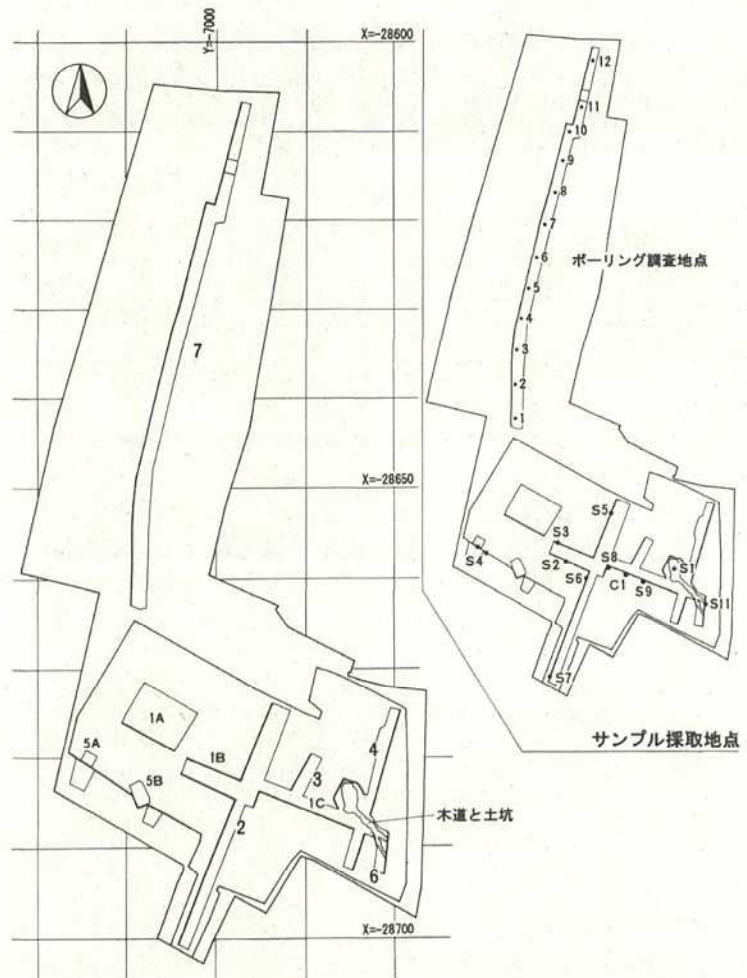 Y=-7000
X=-28600
7
X=-28650
1A
1B
5A
5B
3
4
1C
2
木道と土坑
6
X=-28700
12
11
10
9
8
7
ボーリング調査地点
6
5
4
3
2
1
S5
S3
S4
S2
S8
S1
S6
C1
S9
S11
S7
サンプル採取地点